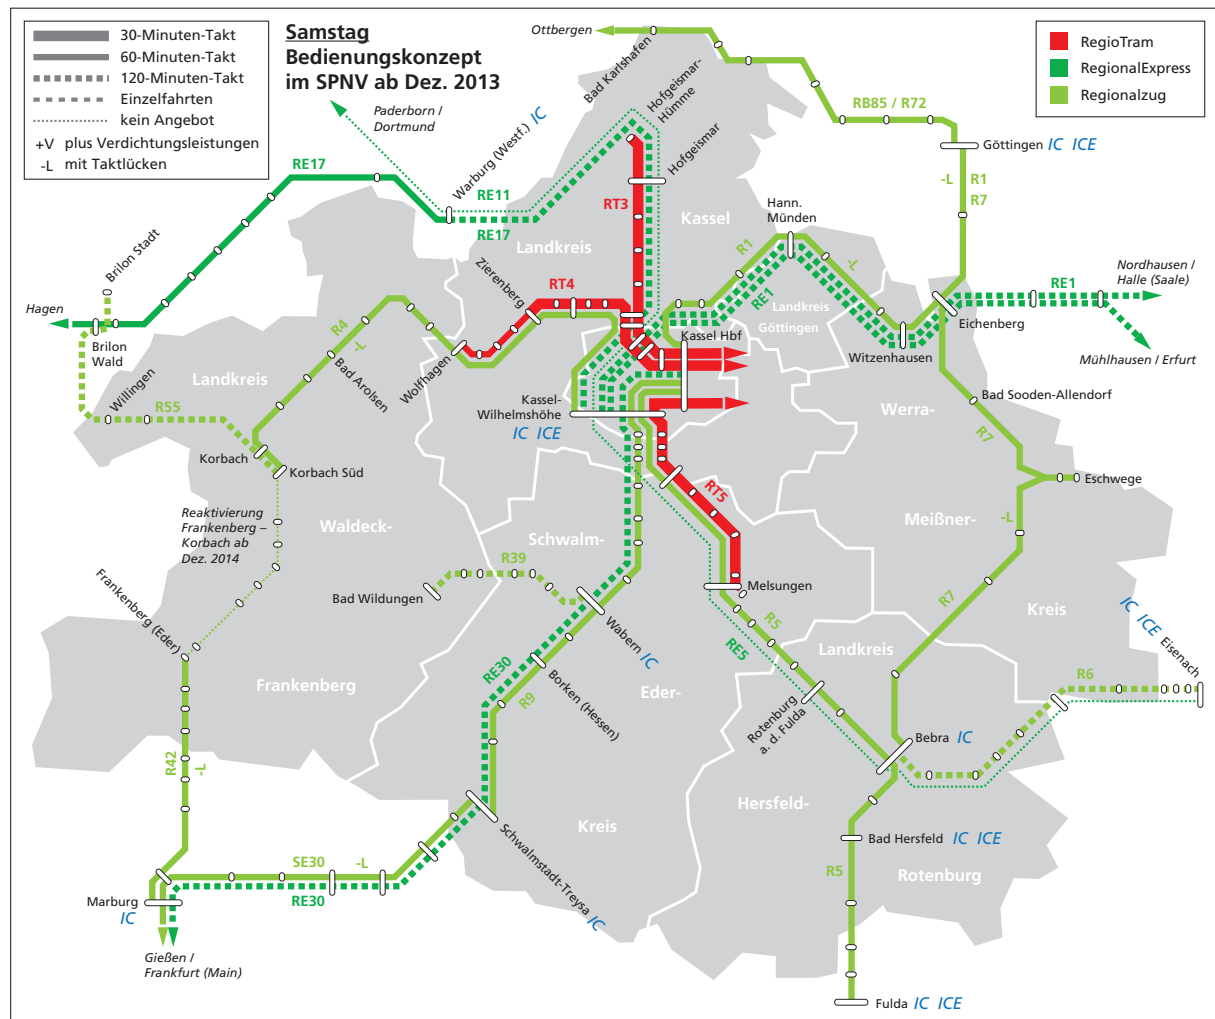 30-Minuten-Takt
60-Minuten-Takt
120-Minuten-Takt
Einzelfahrten
kein Angebot
+V plus Verdichtungsleistungen
-L mit Taktlücken
Samstag
Bedienungskonzept
im SPNV ab Dez. 2013
RegioTram
RegionalExpress
Regionalzug
Ottbergen
Bad Karlshafen
Hofgeismar-
Hümme
Hofgeismar
Paderborn /
Dortmund
Warburg (Westf.) IC
RB85 / R72
Göttingen IC ICE
-L
R1
R7
RE17
RE11
RE17
RT3
Kassel
Landkreis
Hann.
Münden
R1
-L
RE1
Landkreis
Göttingen
Nordhausen /
Halle (Saale)
RE1
Eichenberg
Mühlhausen / Erfurt
Witzenhausen
Brilon Stadt
Hagen
Brilon
Wald
Zierenberg
RT4
Kassel Hbf
R4
-L
Landkreis
Willingen
Bad Arolsen
Wolfhagen
R55
Kassel-
Wilhelmshöhe
IC ICE
Bad Sooden-Allendorf
Werra-
R7
Korbach
Korbach Süd
Eschwege
RT5
Reaktivierung
Frankenberg –
Korbach ab
Dez. 2014
Waldeck-
Schwalm-
Meißner-
-L
R39
Bad Wildungen
Melsungen
R7
Kreis
Frankenberg (Eder)
Wabern IC
R5
RE5
Landkreis
IC ICE
Eisenach
R6
Frankenberg
RE30
R9
Borken (Hessen)
Eder-
Rotenburg
a. d. Fulda
Bebra IC
R42
-L
Hersfeld-
Kreis
Schwalmstadt-Treysa IC
Bad Hersfeld IC ICE
SE30
-L
RE30
R5
Rotenburg
Marburg
IC
Gießen /
Frankfurt (Main)
Fulda IC ICE